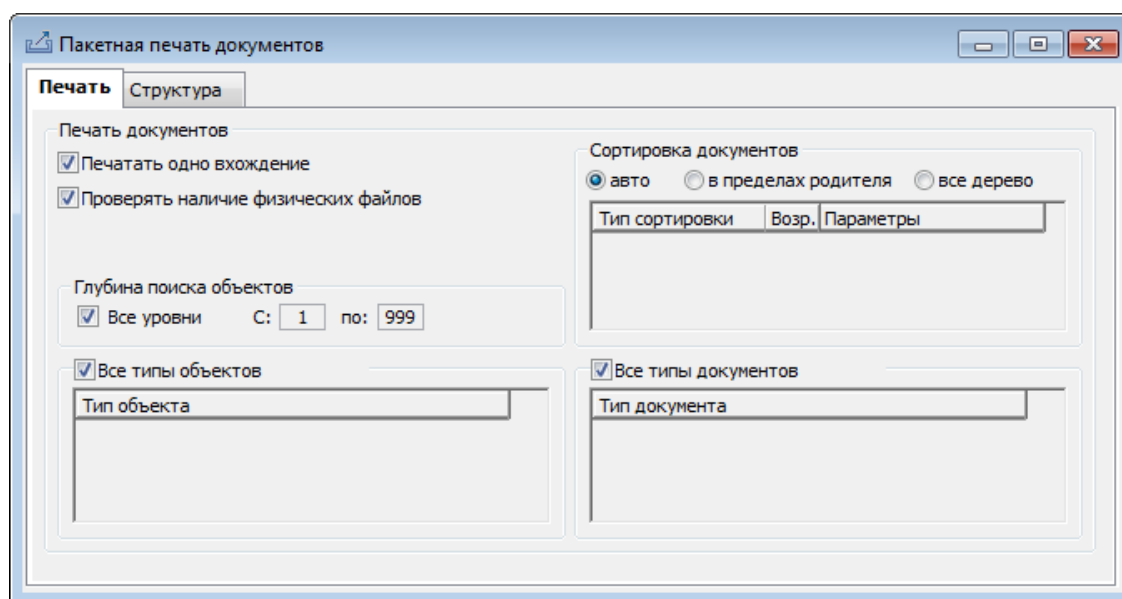 Пакетная печать документов
Печать Структура
Печать документов
Печатать одно вхождение
Проверять наличие физических файлов
Глубина поиска объектов
Все уровни С: 1 по: 999
Сортировка документов
авто в пределах родителя все дерево
Тип сортировки Возр. Параметры
Все типы объектов
Тип объекта
Все типы документов
Тип документа